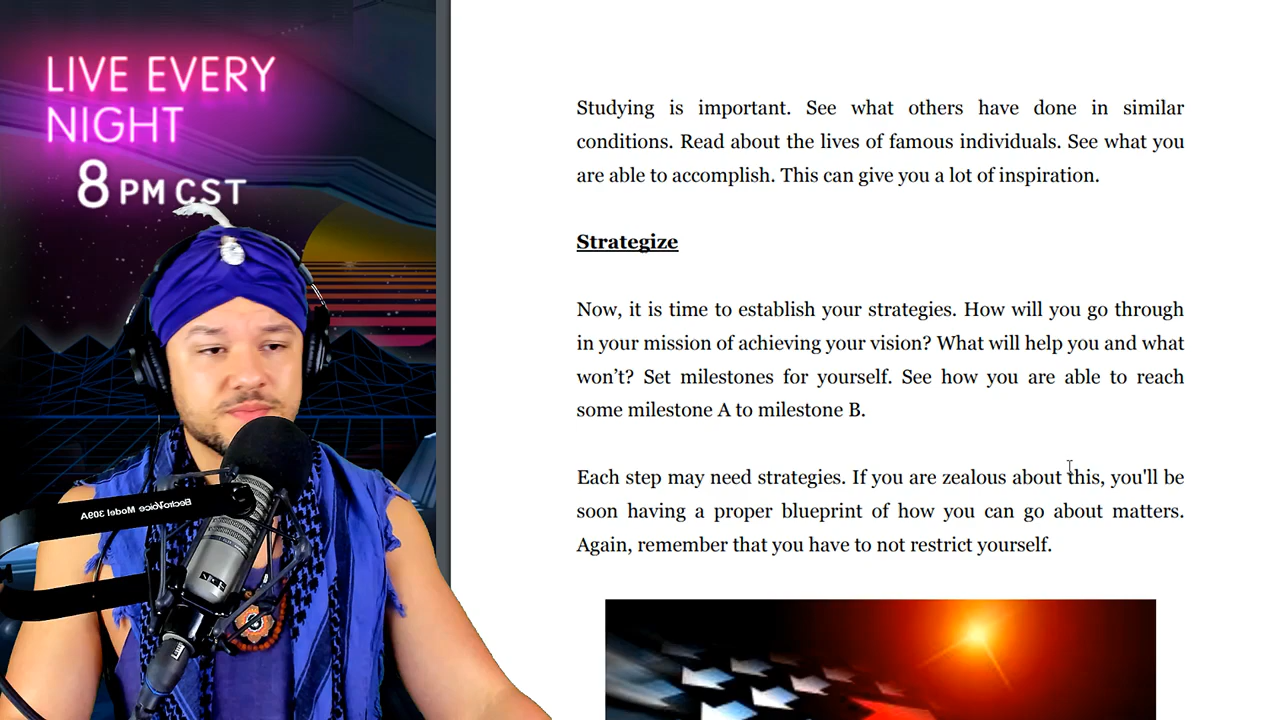 LIVE EVERY
NIGHT
8 PM CST
ElectroVoice Model 309A
Studying is important. See what others have done in similar
conditions. Read about the lives of famous individuals. See what you
are able to accomplish. This can give you a lot of inspiration.
Strategize
Now, it is time to establish your strategies. How will you go through
in your mission of achieving your vision? What will help you and what
won't? Set milestones for yourself. See how you are able to reach
some milestone A to milestone B.
Each step may need strategies. If you are zealous about this, you'll be
soon having a proper blueprint of how you can go about matters.
Again, remember that you have to not restrict yourself.